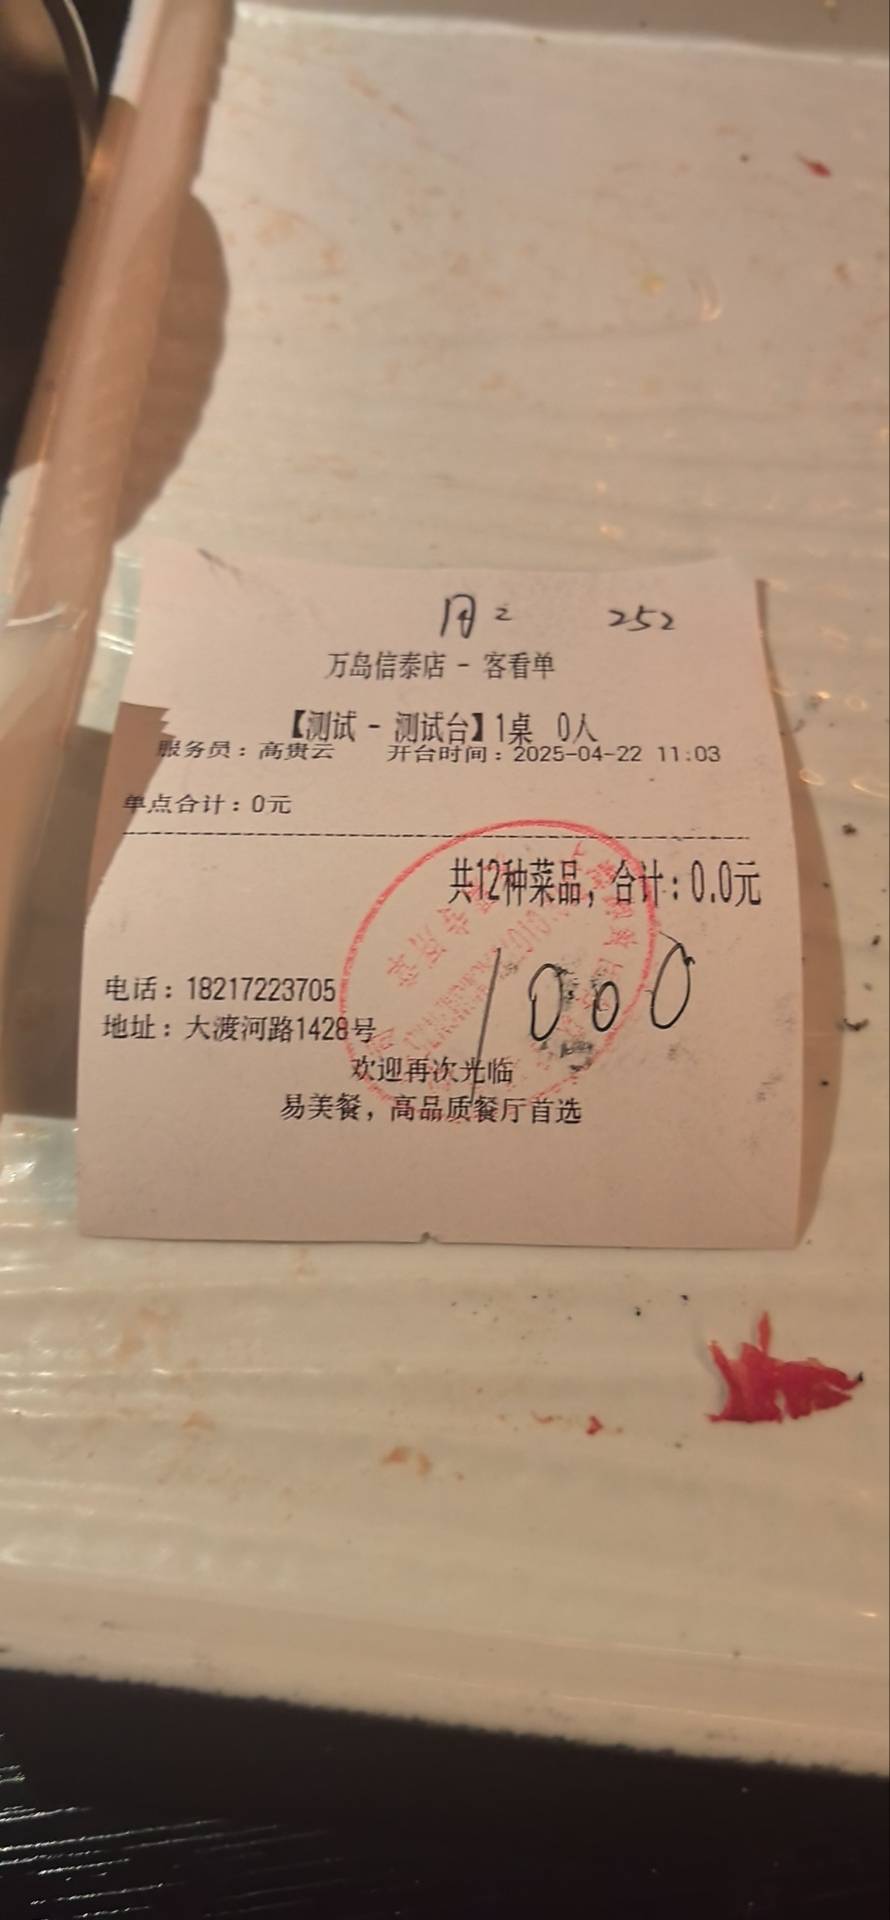 月2 252
万岛信泰店 - 客看单
【测试 - 测试台】1桌 0人
服务员：高贵云 开台时间：2025-04-22 11:03
单点合计：0元
共12种菜品，合计：0.0元
1000
电话：18217223705
地址：大渡河路1428号
欢迎再次光临
易美餐，高品质餐厅首选